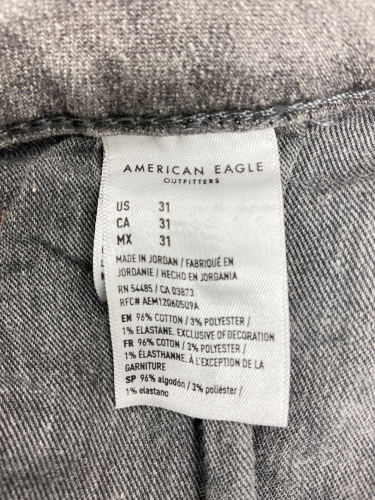 AMERICAN EAGLE
OUTFITTERS
US 31
CA 31
MX 31
MADE IN JORDAN / FABRIQUÉ EN
JORDANIE / HECHO EN JORDANIA
RN 54485 / CA 03873
RFC# AEM120605U9A
EN 96% COTTON / 3% POLYESTER /
1% ELASTANE. EXCLUSIVE OF DECORATION
FR 96% COTON / 3% POLYESTER /
1% ÉLASTHANNE. À L'EXCEPTION DE LA
GARNITURE
SP 96% algodón / 3% poliéster /
1% elastano